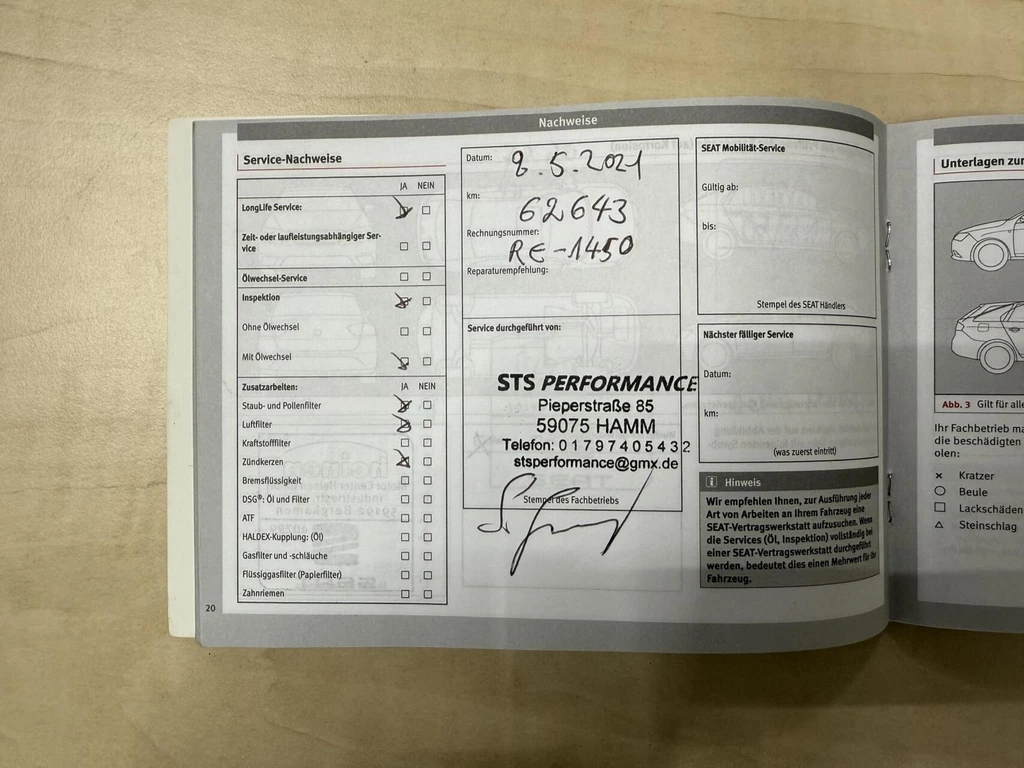 Nachweise
Service-Nachweise
JA NEIN
LongLife Service:
Zeit- oder laufleistungsabhängiger Ser-
vice
Ölwechsel-Service
Inspektion
Ohne Ölwechsel
Mit Ölwechsel
Zusatzarbeiten: JA NEIN
Staub- und Pollenfilter
Luftfilter
Kraftstofffilter
Zündkerzen
Bremsflüssigkeit
DSG®: Öl und Filter
ATF
HALDEX-Kupplung: (Öl)
Gasfilter und -schläuche
Flüssiggasfilter (Papierfilter)
Zahnriemen
20
Datum: 8.5.2021
km:
62643
Rechnungsnummer:
RE-1450
Reparaturempfehlung:
Service durchgeführt von:
STS PERFORMANCE
Pieperstraße 85
59075 HAMM
Telefon: 01797405432
stsperformance@gmx.de
Stempel des Fachbetriebs
SEAT Mobilität-Service
Gültig ab:
bis:
Stempel des SEAT Händlers
Nächster fälliger Service
Datum:
km:
(was zuerst eintritt)
i Hinweis
Wir empfehlen Ihnen, zur Ausführung jeder
Art von Arbeiten an Ihrem Fahrzeug eine
SEAT-Vertragswerkstatt aufzusuchen. Wenn
die Services (Öl, Inspektion) vollständig bei
einer SEAT-Vertragswerkstatt durchgeführt
werden, bedeutet dies einen Mehrwert für Ihr
Fahrzeug.
Unterlagen zur
Abb. 3 Gilt für alle
Ihr Fachbetrieb ma
die beschädigten
olen:
Kratzer
Beule
Lackschäden
Steinschlag